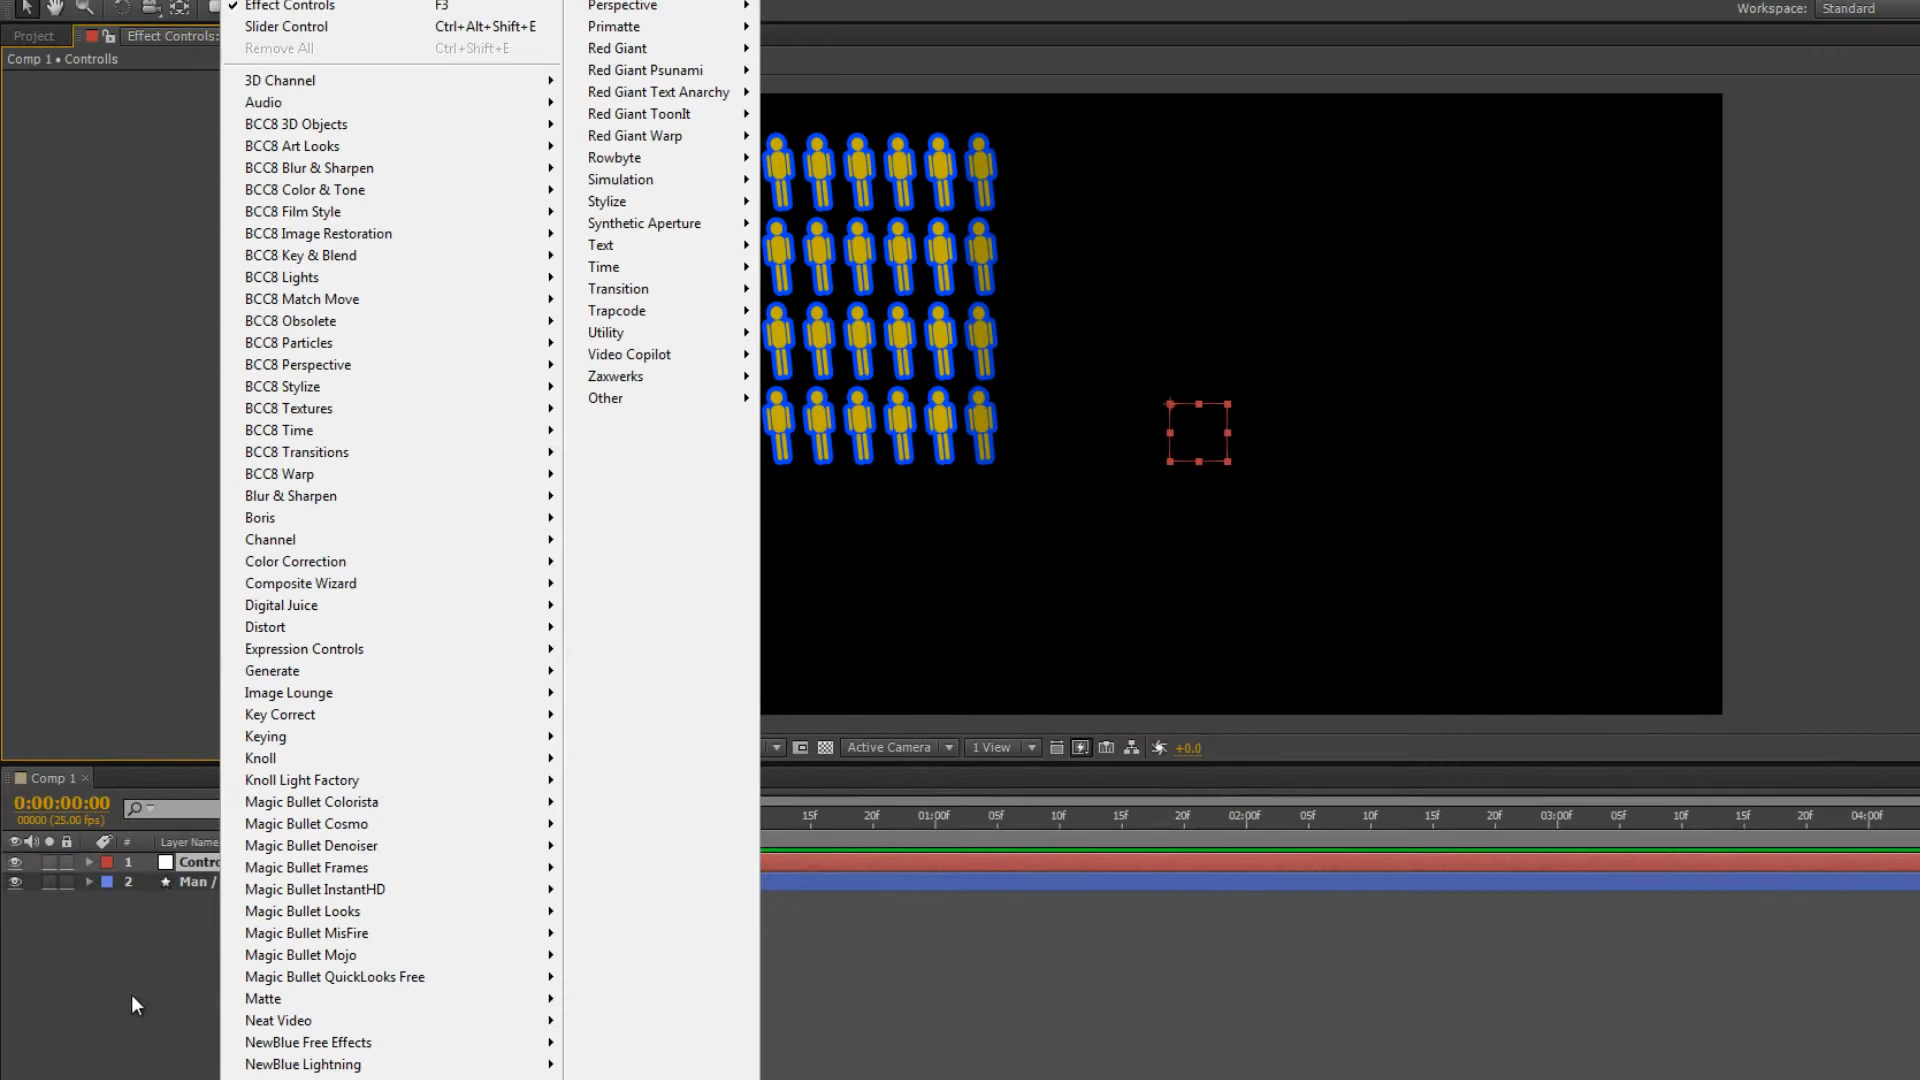 Effect Controls F3
Slider Control Ctrl+Alt+Shift+E
Remove All Ctrl+Shift+E
3D Channel
Audio
BCC8 3D Objects
BCC8 Art Looks
BCC8 Blur & Sharpen
BCC8 Color & Tone
BCC8 Film Style
BCC8 Image Restoration
BCC8 Key & Blend
BCC8 Lights
BCC8 Match Move
BCC8 Obsolete
BCC8 Particles
BCC8 Perspective
BCC8 Stylize
BCC8 Textures
BCC8 Time
BCC8 Transitions
BCC8 Warp
Blur & Sharpen
Boris
Channel
Color Correction
Composite Wizard
Digital Juice
Distort
Expression Controls
Generate
Image Lounge
Key Correct
Keying
Knoll
Knoll Light Factory
Magic Bullet Colorista
Magic Bullet Cosmo
Magic Bullet Denoiser
Magic Bullet Frames
Magic Bullet InstantHD
Magic Bullet Looks
Magic Bullet MisFire
Magic Bullet Mojo
Magic Bullet QuickLooks Free
Matte
Neat Video
NewBlue Free Effects
NewBlue Lightning
Perspective
Primatte
Red Giant
Red Giant Psunami
Red Giant Text Anarchy
Red Giant ToonIt
Red Giant Warp
Rowbyte
Simulation
Stylize
Synthetic Aperture
Text
Time
Transition
Trapcode
Utility
Video Copilot
Zaxwerks
Other
Workspace: Standard
Project Effect Controls:
Comp 1 • Controlls
Active Camera 1 View +0.0
Comp 1 ×
0:00:00:00
00000 (25.00 fps)
# Layer Name
1 Contro
2 Man /
15f 20f 01:00f 05f 10f 15f 20f 02:00f 05f 10f 15f 20f 03:00f 05f 10f 15f 20f 04:00f